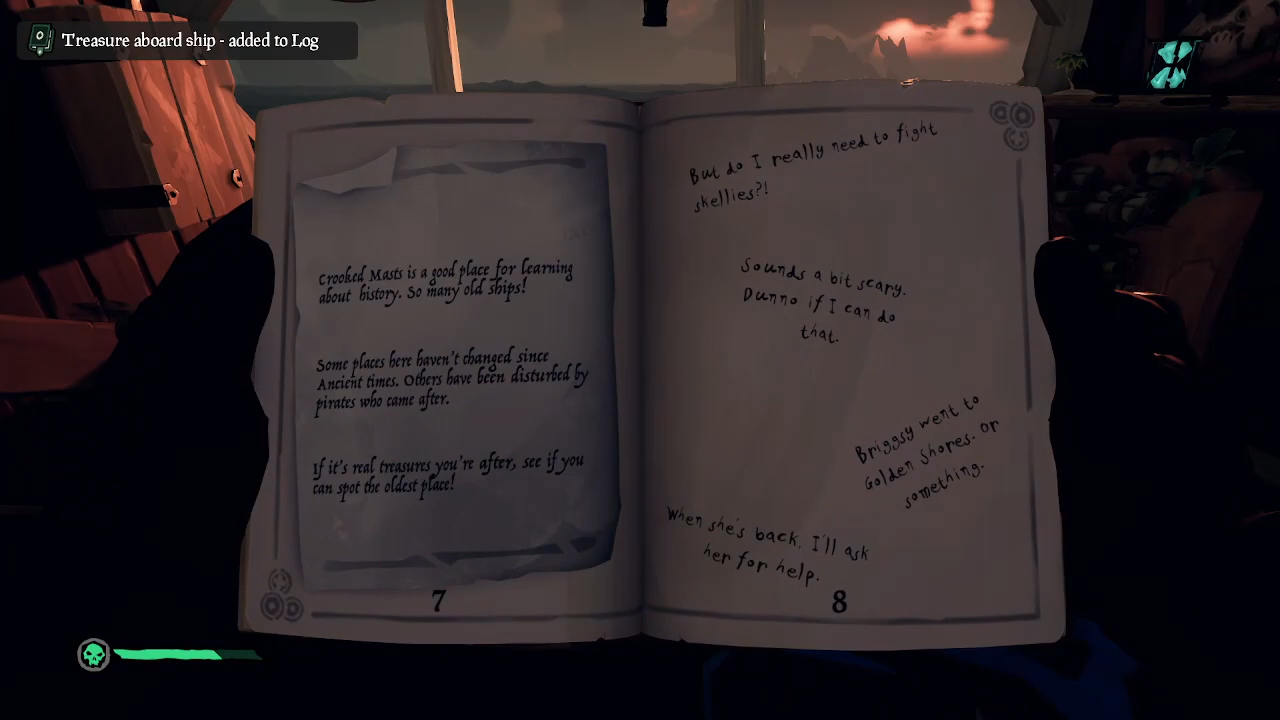 Treasure aboard ship - added to Log
Crooked Masts is a good place for learning
about history. So many old ships!
Some places here haven't changed since
Ancient times. Others have been disturbed by
pirates who came after.
If it's real treasures you're after, see if you
can spot the oldest place!
7
But do I really need to fight
skellies?!
Sounds a bit scary.
Dunno if I can do
that.
Briggsy went to
Golden Shores. Or
something.
When she's back, I'll ask
her for help.
8